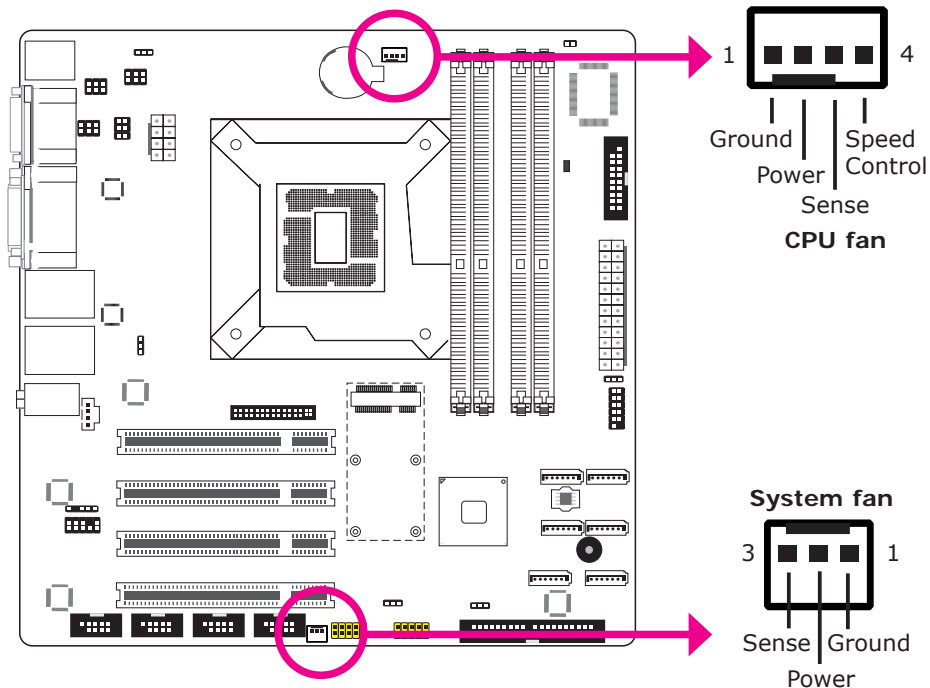 1 4
Ground
Speed
Control
Power
Sense
CPU fan
System fan
3 1
Sense
Ground
Power